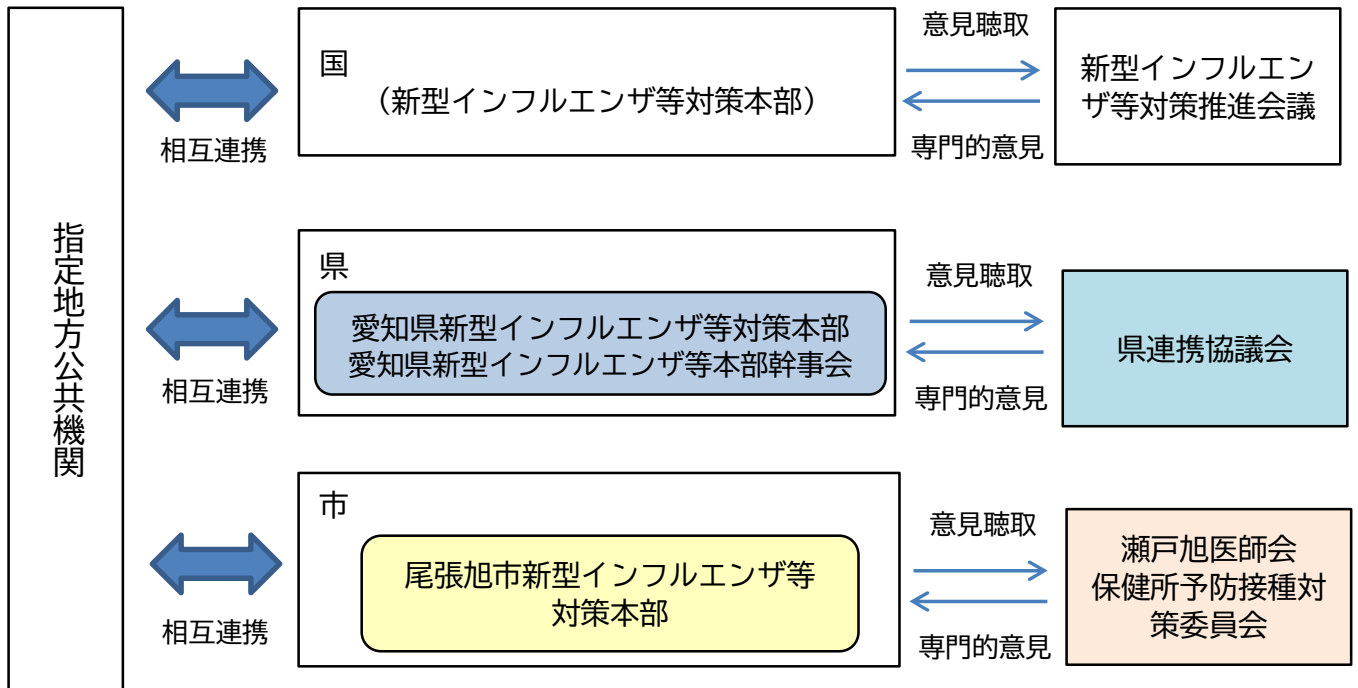 指定地方公共機関
相互連携
国
（新型インフルエンザ等対策本部）
意見聴取
専門的意見
新型インフルエン
ザ等対策推進会議
相互連携
県
愛知県新型インフルエンザ等対策本部
愛知県新型インフルエンザ等本部幹事会
意見聴取
専門的意見
県連携協議会
相互連携
市
尾張旭市新型インフルエンザ等
対策本部
意見聴取
専門的意見
瀬戸旭医師会
保健所予防接種対
策委員会